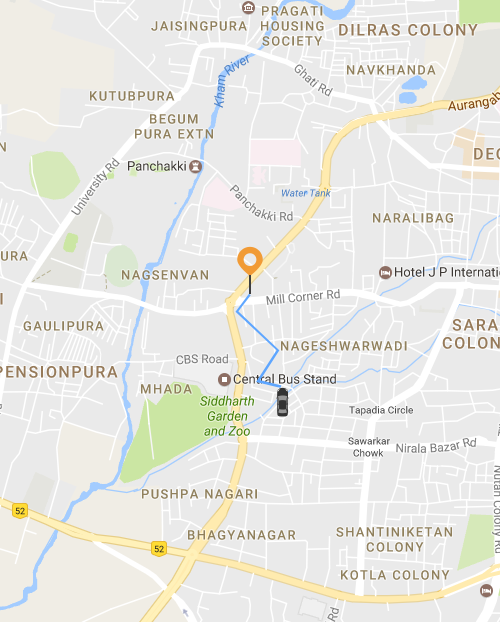 PRAGATI
HOUSING
SOCIETY
JAISINGPURA
DILRAS COLONY
Kham River
Ghati Rd
NAVKHANDA
KUTUBPURA
Aurangab
BEGUM
PURA EXTN
Panchakki
University Rd
Water Tank
Panchakki Rd
NARALIBAG
NAGSENVAN
Hotel J P Internatio
Mill Corner Rd
GAULIPURA
NAGESHWARWADI
CBS Road
PENSIONPURA
Central Bus Stand
MHADA
Siddharth
Garden
and Zoo
Tapadia Circle
Sawarkar
Chowk
Nirala Bazar Rd
PUSHPA NAGARI
52
BHAGYANAGAR
52
SHANTINIKETAN
COLONY
KOTLA COLONY
Nutan Colony Rd
Rd
DEO
URA
SARA
COLON
N
I